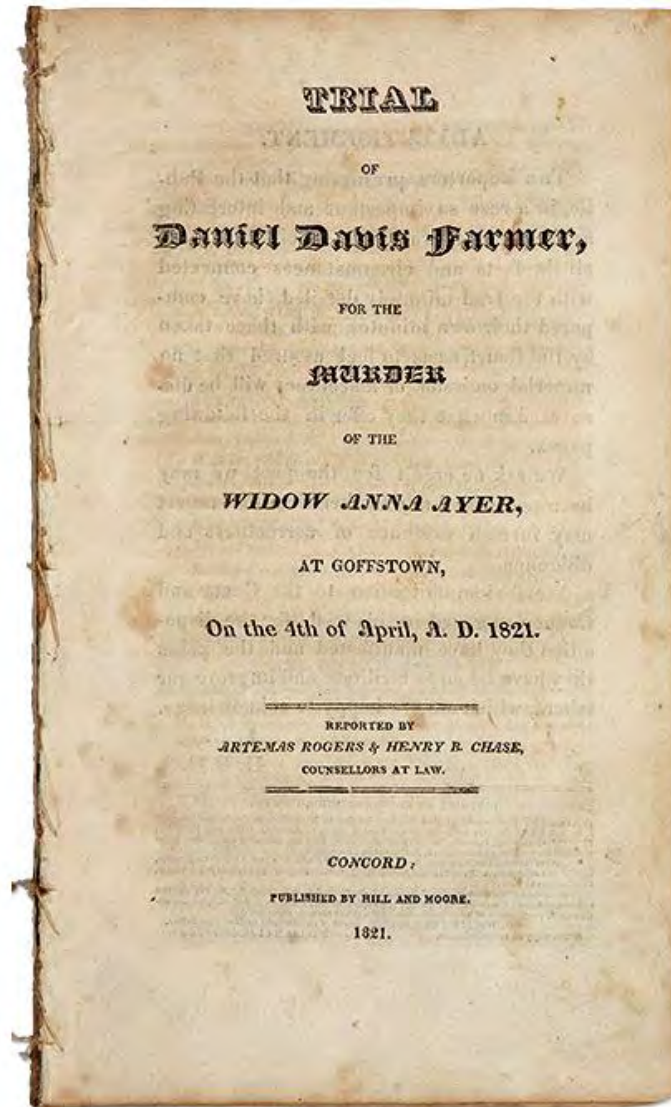 TRIAL
OF
Daniel Davis Farmer,
FOR THE
MURDER
OF THE
WIDOW ANNA AYER,
AT GOFFSTOWN,
On the 4th of April, A. D. 1821.
REPORTED BY
ARTEMAS ROGERS & HENRY B. CHASE,
COUNSELLORS AT LAW.
CONCORD:
PUBLISHED BY HILL AND MOORE.
1821.